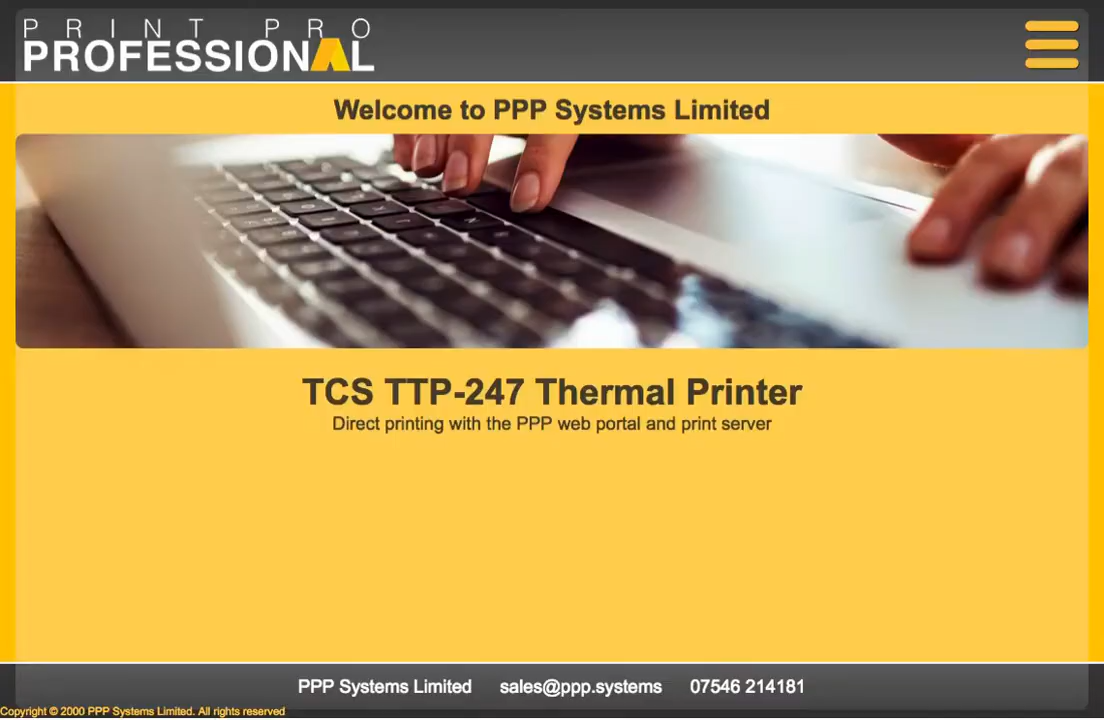 PRINT PRO
PROFESSIONAL
Welcome to PPP Systems Limited
TCS TTP-247 Thermal Printer
Direct printing with the PPP web portal and print server
PPP Systems Limited sales@ppp.systems 07546 214181
Copyright © 2000 PPP Systems Limited. All rights reserved